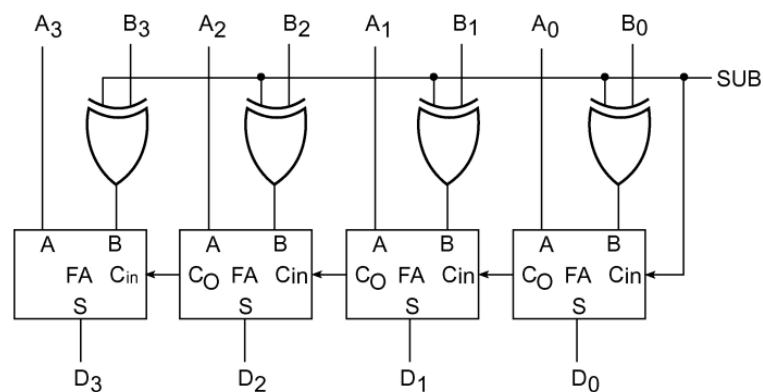 A3 B3 A2 B2 A1 B1 A0 B0
SUB
A B A B A B A B
FA Cin CO FA Cin CO FA Cin CO FA Cin
S S S S
D3 D2 D1 D0